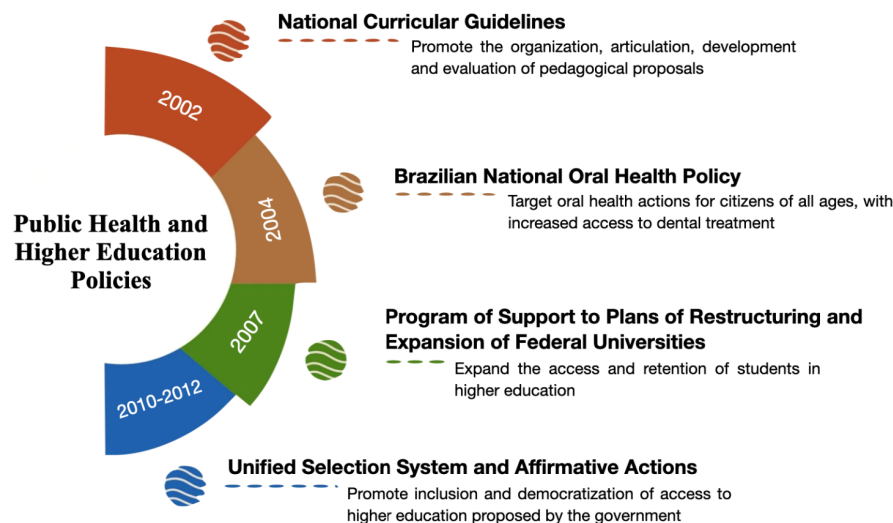 National Curricular Guidelines
Promote the organization, articulation, development
and evaluation of pedagogical proposals
2002
Brazilian National Oral Health Policy
Target oral health actions for citizens of all ages, with
increased access to dental treatment
2004
Public Health and
Higher Education
Policies
Program of Support to Plans of Restructuring and
Expansion of Federal Universities
Expand the access and retention of students in
higher education
2007
2010-2012
Unified Selection System and Affirmative Actions
Promote inclusion and democratization of access to
higher education proposed by the government